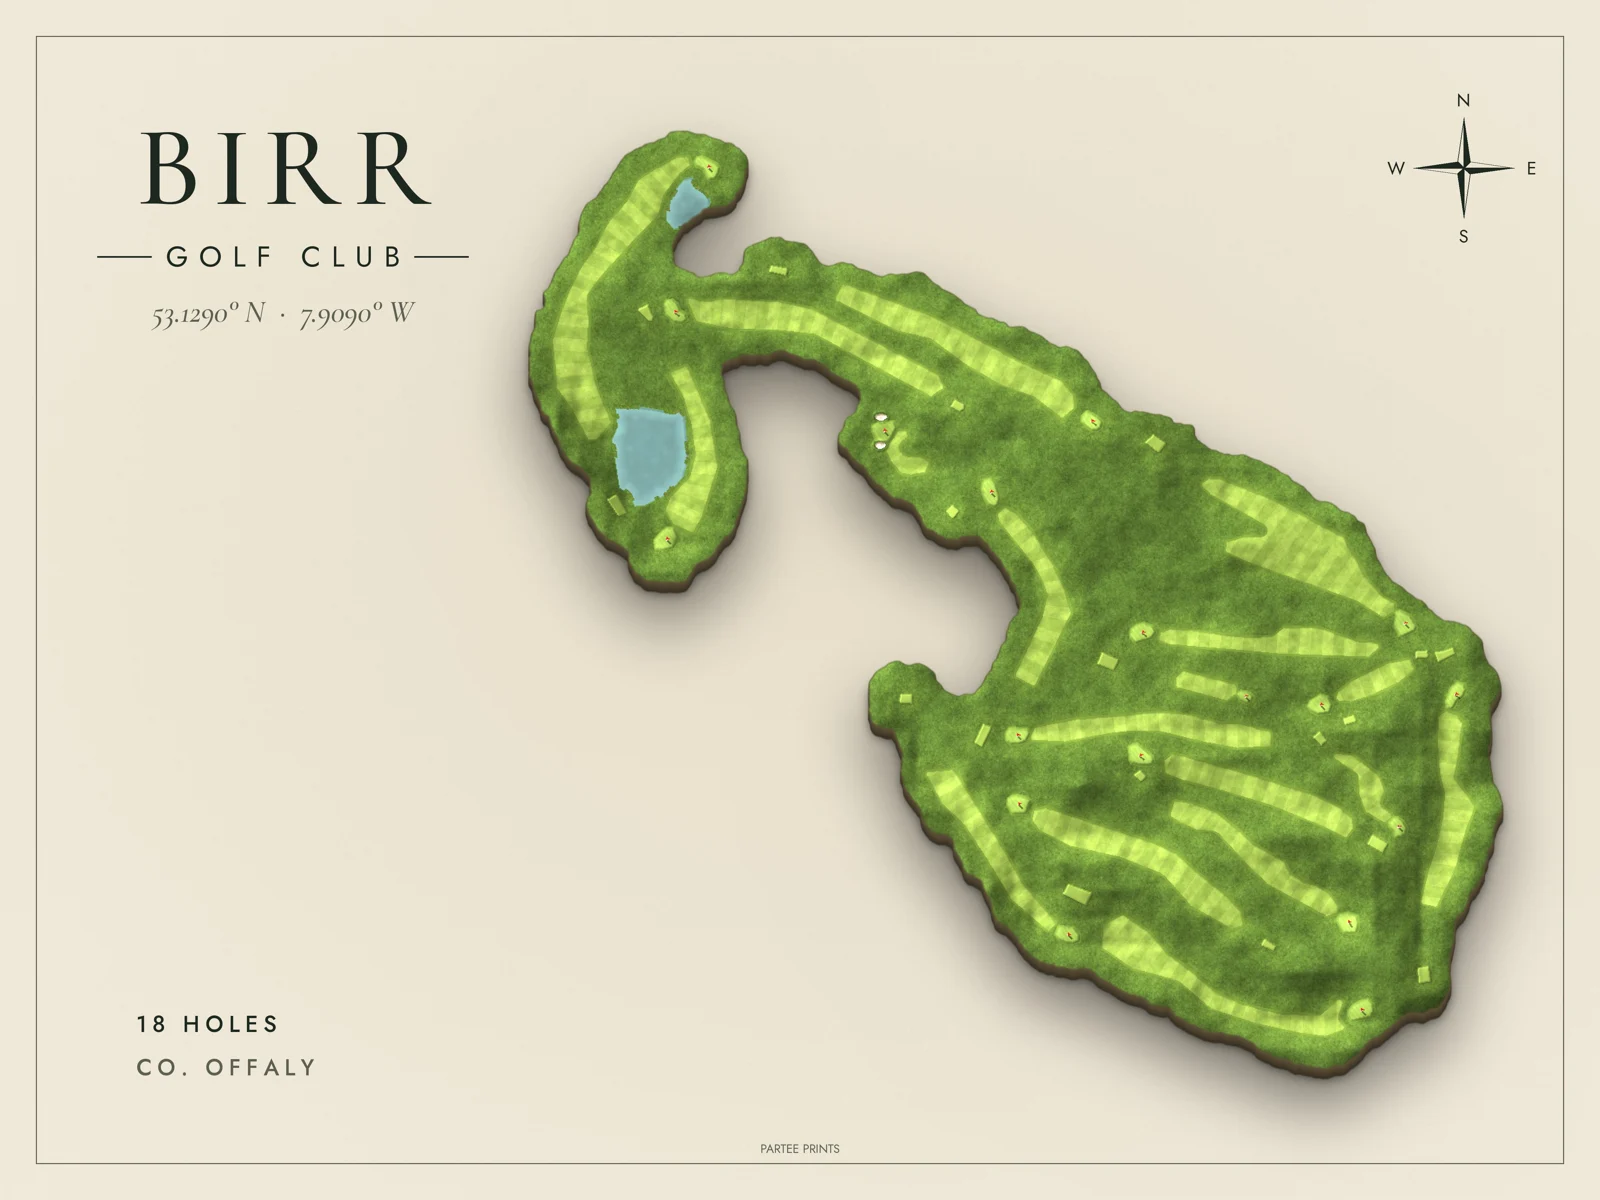 BIRR
GOLF CLUB
53.1290° N · 7.9090° W
N
W E
S
18 HOLES
CO. OFFALY
PARTEE PRINTS